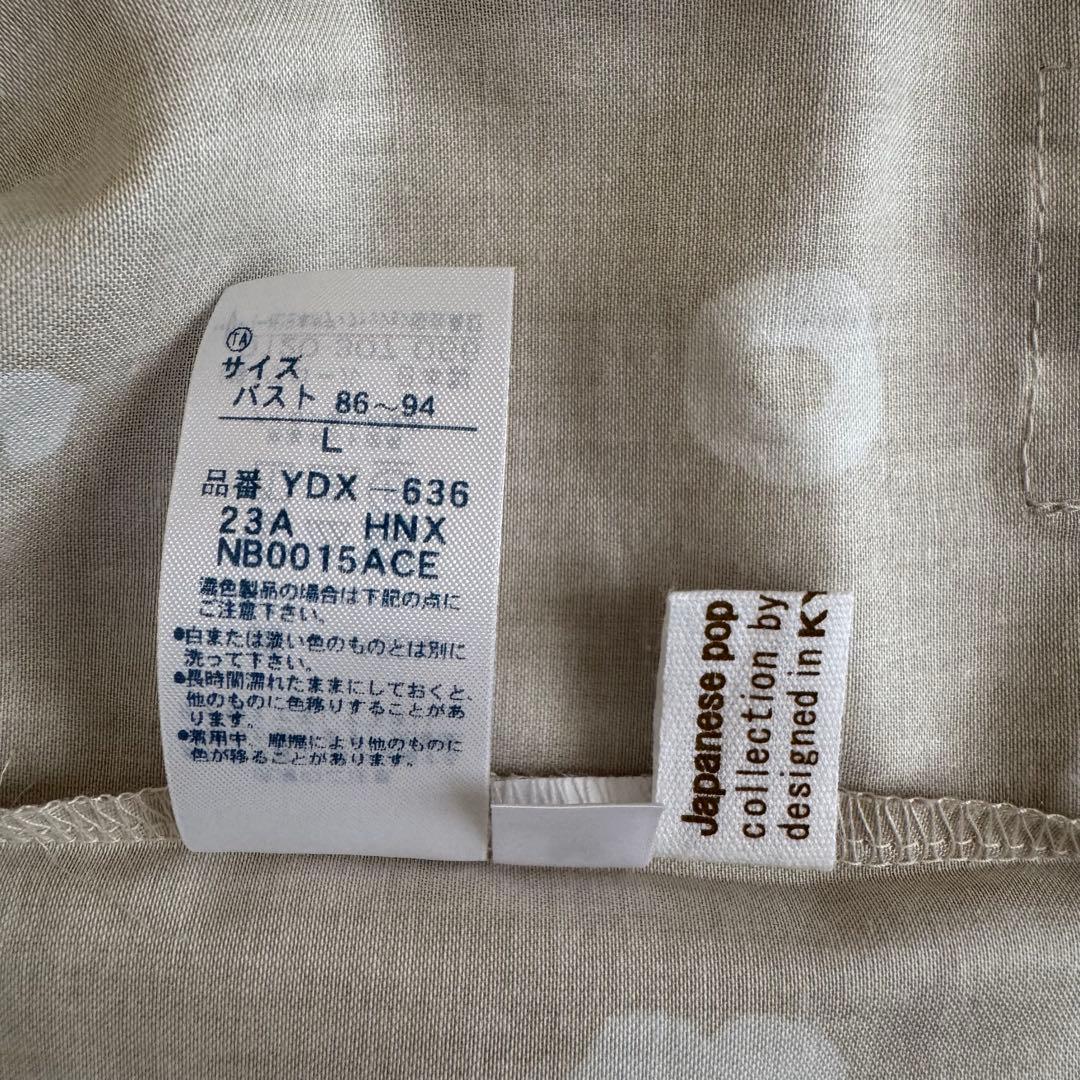 TA
サイズ
バスト 86～94
L
品番 YDX－636
23A－HNX
NB0015ACE
濃色製品の場合は下記の点に
ご注意下さい。
●白または淡い色のものとは別に
洗って下さい。
●長時間濡れたままにしておくと、
他のものに色移りすることがあ
ります。
●着用中、摩擦により他のものに
色が移ることがあります。
Japanese pop
collection by
designed in